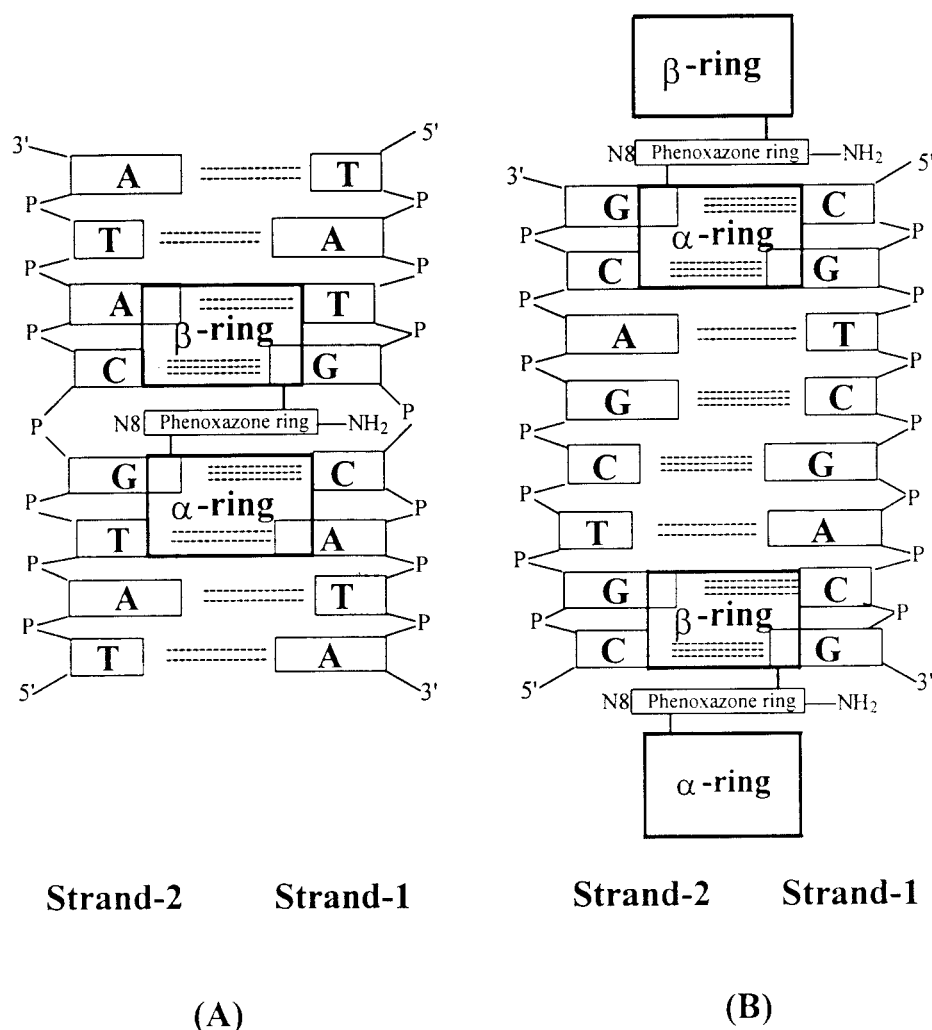 3' 5'
A T
P P
T A
P P
A T
β-ring
P P
C G
P P
N8 Phenoxazone ring NH2
G C
α-ring
P P
T A
P P
A T
P P
T A
5' 3'
Strand-2 Strand-1
(A)
β-ring
N8 Phenoxazone ring NH2
3' 5'
G C
α-ring
P P
C G
P P
A T
P P
G C
P P
C G
P P
T A
P P
G C
β-ring
P P
C G
5' 3'
N8 Phenoxazone ring NH2
α-ring
Strand-2 Strand-1
(B)